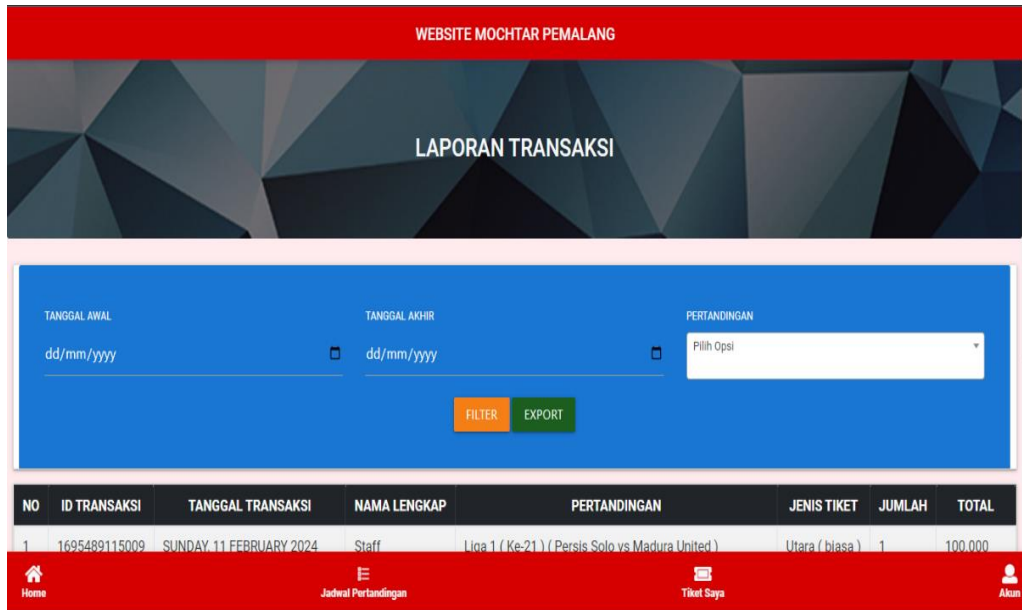 WEBSITE MOCHTAR PEMALANG
LAPORAN TRANSAKSI
TANGGAL AWAL TANGGAL AKHIR PERTANDINGAN
dd/mm/yyyy dd/mm/yyyy Pilih Opsi
FILTER EXPORT
NO ID TRANSAKSI TANGGAL TRANSAKSI NAMA LENGKAP PERTANDINGAN JENIS TIKET JUMLAH TOTAL
1 1695489115009 SUNDAY, 11 FEBRUARY 2024 Staff Liga 1 ( Ke-21 ) ( Persis Solo vs Madura United ) Utara ( biasa ) 1 100.000
Home Jadwal Pertandingan Tiket Saya Akun